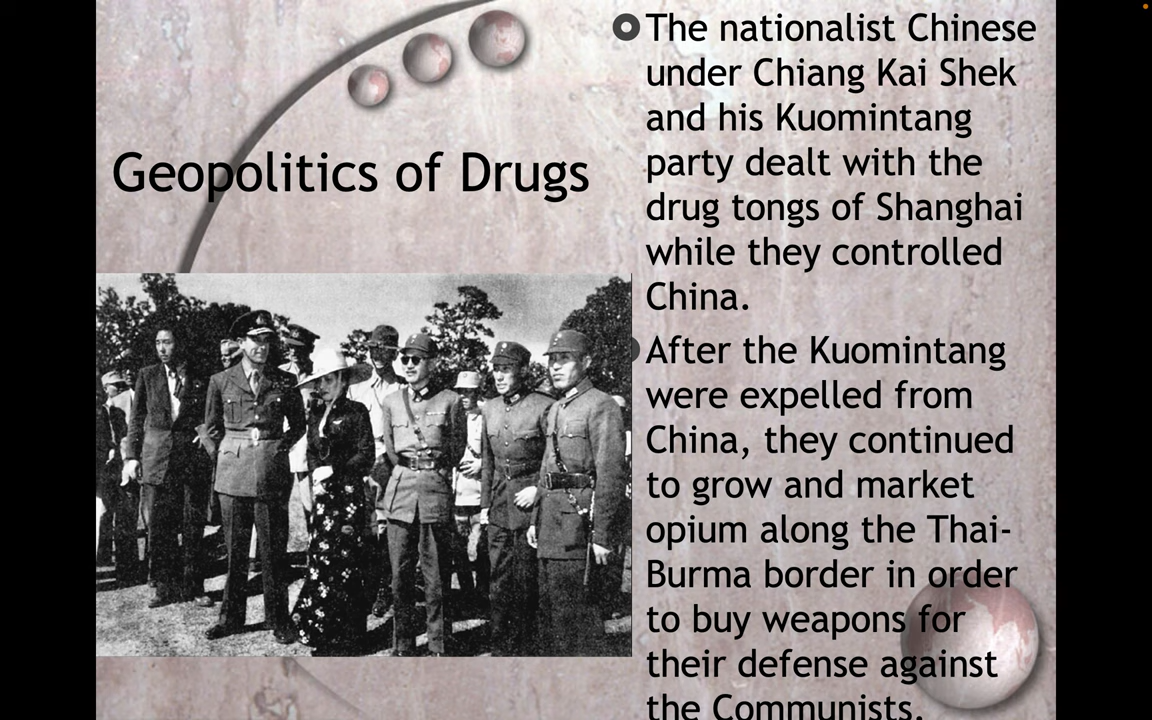 Geopolitics of Drugs
The nationalist Chinese
under Chiang Kai Shek
and his Kuomintang
party dealt with the
drug tongs of Shanghai
while they controlled
China.
After the Kuomintang
were expelled from
China, they continued
to grow and market
opium along the Thai-
Burma border in order
to buy weapons for
their defense against
the Communists.